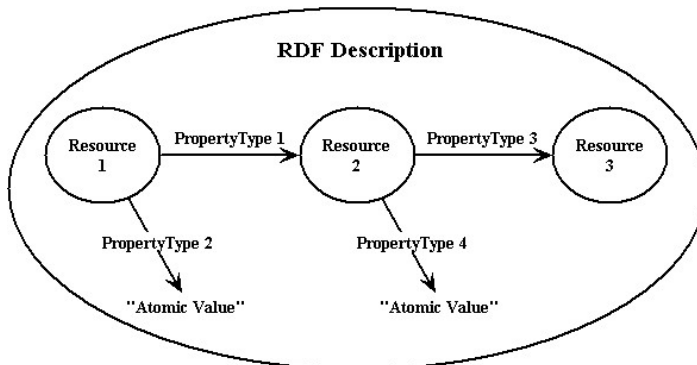 RDF Description
PropertyType 1
PropertyType 3
Resource
1
Resource
2
Resource
3
PropertyType 2
PropertyType 4
"Atomic Value"
"Atomic Value"